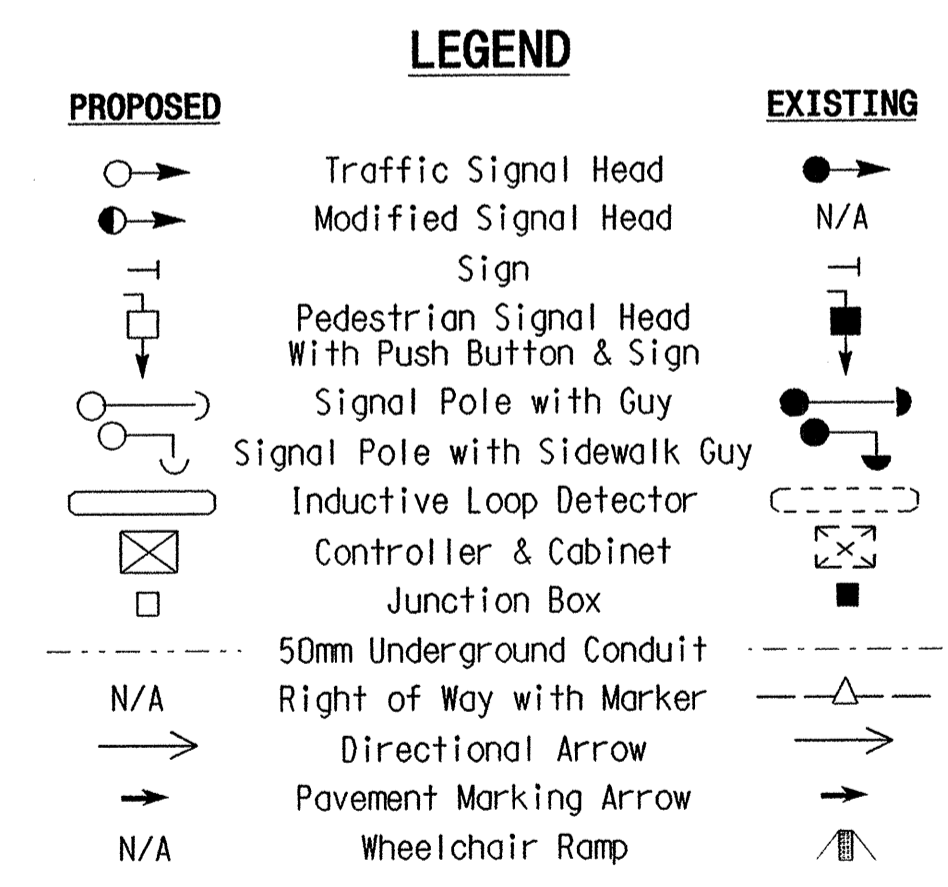 LEGEND
PROPOSED EXISTING
Traffic Signal Head
Modified Signal Head N/A
Sign
Pedestrian Signal Head
With Push Button & Sign
Signal Pole with Guy
Signal Pole with Sidewalk Guy
Inductive Loop Detector
Controller & Cabinet
Junction Box
50mm Underground Conduit
N/A Right of Way with Marker
Directional Arrow
Pavement Marking Arrow
N/A Wheelchair Ramp